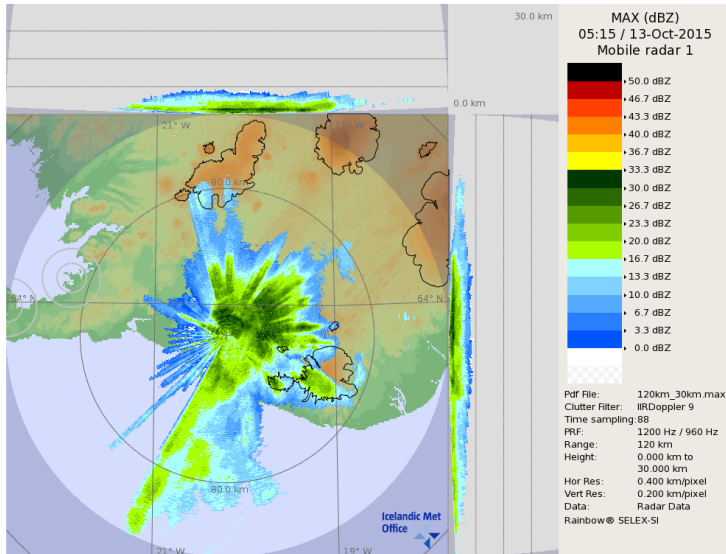 30.0 km
0.0 km
21° W
19° W
80.0 km
64° N
64° N
80.0 km
21° W
19° W
Icelandic Met
Office
MAX (dBZ)
05:15 / 13-Oct-2015
Mobile radar 1
50.0 dBZ
46.7 dBZ
43.3 dBZ
40.0 dBZ
36.7 dBZ
33.3 dBZ
30.0 dBZ
26.7 dBZ
23.3 dBZ
20.0 dBZ
16.7 dBZ
13.3 dBZ
10.0 dBZ
6.7 dBZ
3.3 dBZ
0.0 dBZ
Pdf File: 120km_30km.max
Clutter Filter: IIRDoppler 9
Time sampling:88
PRF: 1200 Hz / 960 Hz
Range: 120 km
Height: 0.000 km to
30.000 km
Hor Res: 0.400 km/pixel
Vert Res: 0.200 km/pixel
Data: Radar Data
Rainbow® SELEX-SI